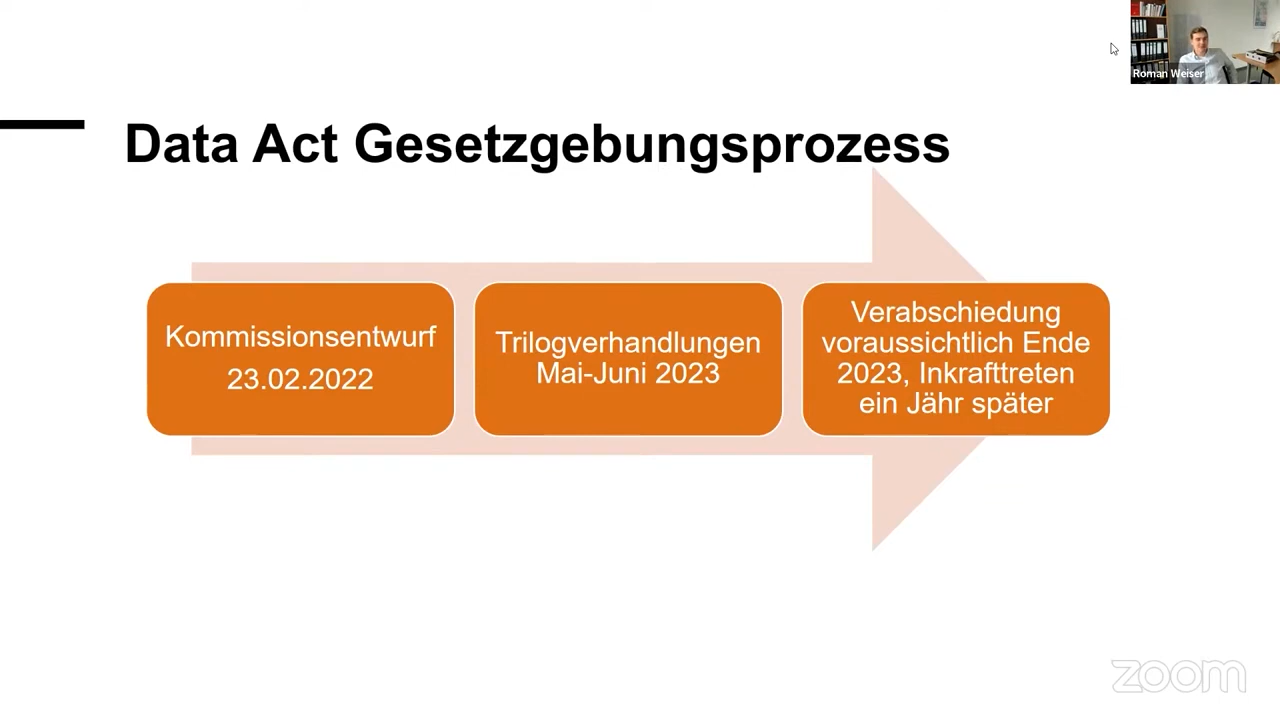 Roman Weiser
Data Act Gesetzgebungsprozess
Kommissionsentwurf
23.02.2022
Trilogverhandlungen
Mai-Juni 2023
Verabschiedung
voraussichtlich Ende
2023, Inkrafttreten
ein Jähr später
zoom